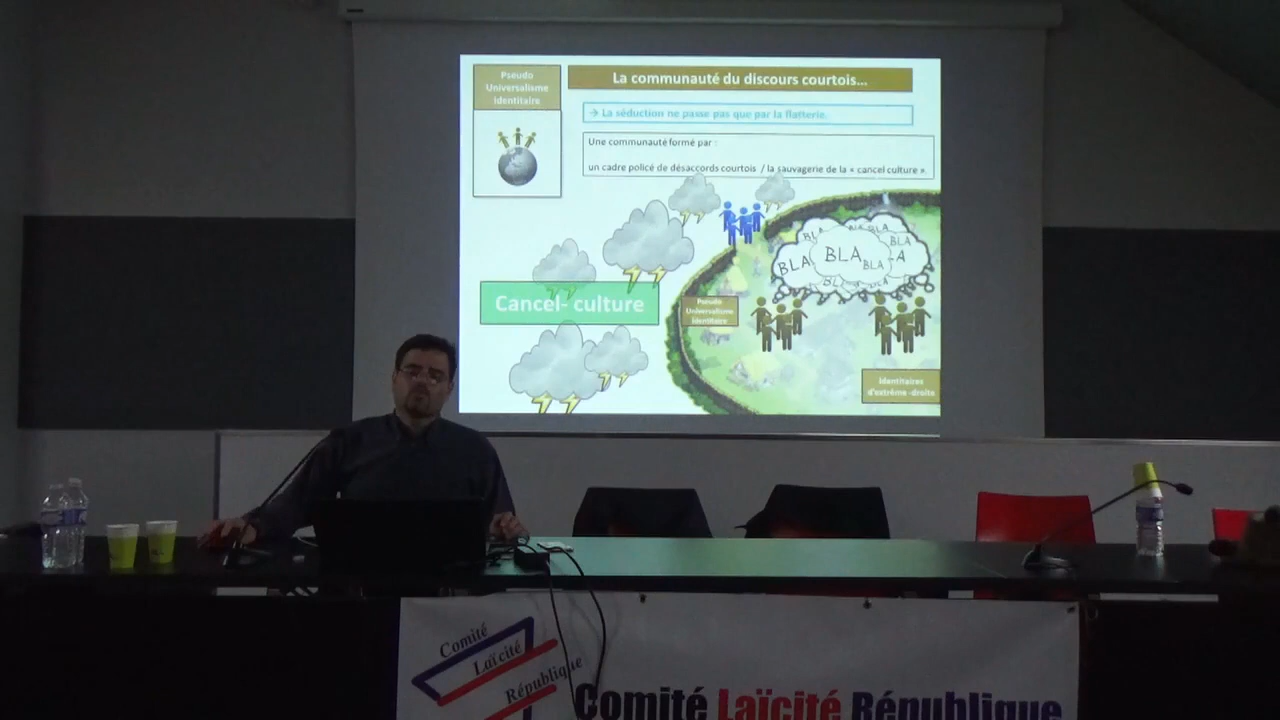 Pseudo
Universalisme
identitaire
La communauté du discours courtois...
→ La séduction ne passe pas que par la flatterie.
Une communauté formé par :
un cadre policé de désaccords courtois / la sauvagerie de la « cancel culture ».
BLA
BLA
BLA
BLA
BLA
BLA
Cancel- culture
Pseudo
Universalisme
identitaire
Identitaires
d'extrême -droite
Comité
Laïcité
République
Comité Laïcité République